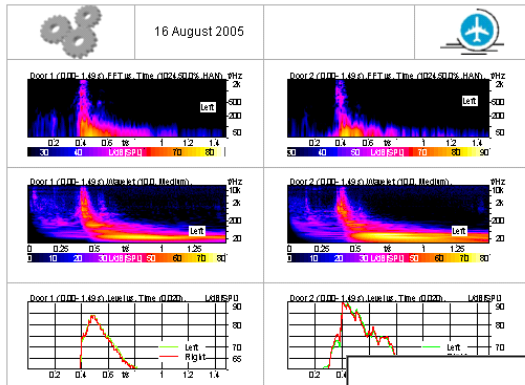 16 August 2005
Door 1 (0.00- 1.49 s). FFT vs. Time (1024,50.0%, HAN). f/Hz
2k
500
200
50
Left
0.2 0.4 0.6 t/s 1 1.2 1.4
30 40 50 L/dB[SPL] 70 80
Door 2 (0.00- 1.49 s). FFT vs. Time (1024,50.0%, HAN). f/Hz
2k
500
200
50
Left
0.2 0.4 0.6 t/s 1 1.2 1.4
30 40 50 L/dB[SPL] 70 80 90
Door 1 (0.00- 1.49 s). Wavelet (10.0, Medium). f/Hz
10k
200
20
Left
0 0.25 0.5 t/s 1 1.25
0 10 20 30 L/dB[SPL] 50 60 70 80
Door 2 (0.00- 1.49 s). Wavelet (10.0, Medium). f/Hz
10k
200
20
Left
0 0.25 0.5 t/s 1 1.25
0 10 20 30 L/dB[SPL] 50 60 70 80
Door 1 (0.00- 1.49 s). Level vs. Time (0.020). L/dB[SPL]
90
80
70
65
Left
Right
0.2 0.4 0.6 t/s 1 1.2 1.4
Door 2 (0.00- 1.49 s). Level vs. Time (0.020). L/dB[SPL]
90
80
70
Left
0.2